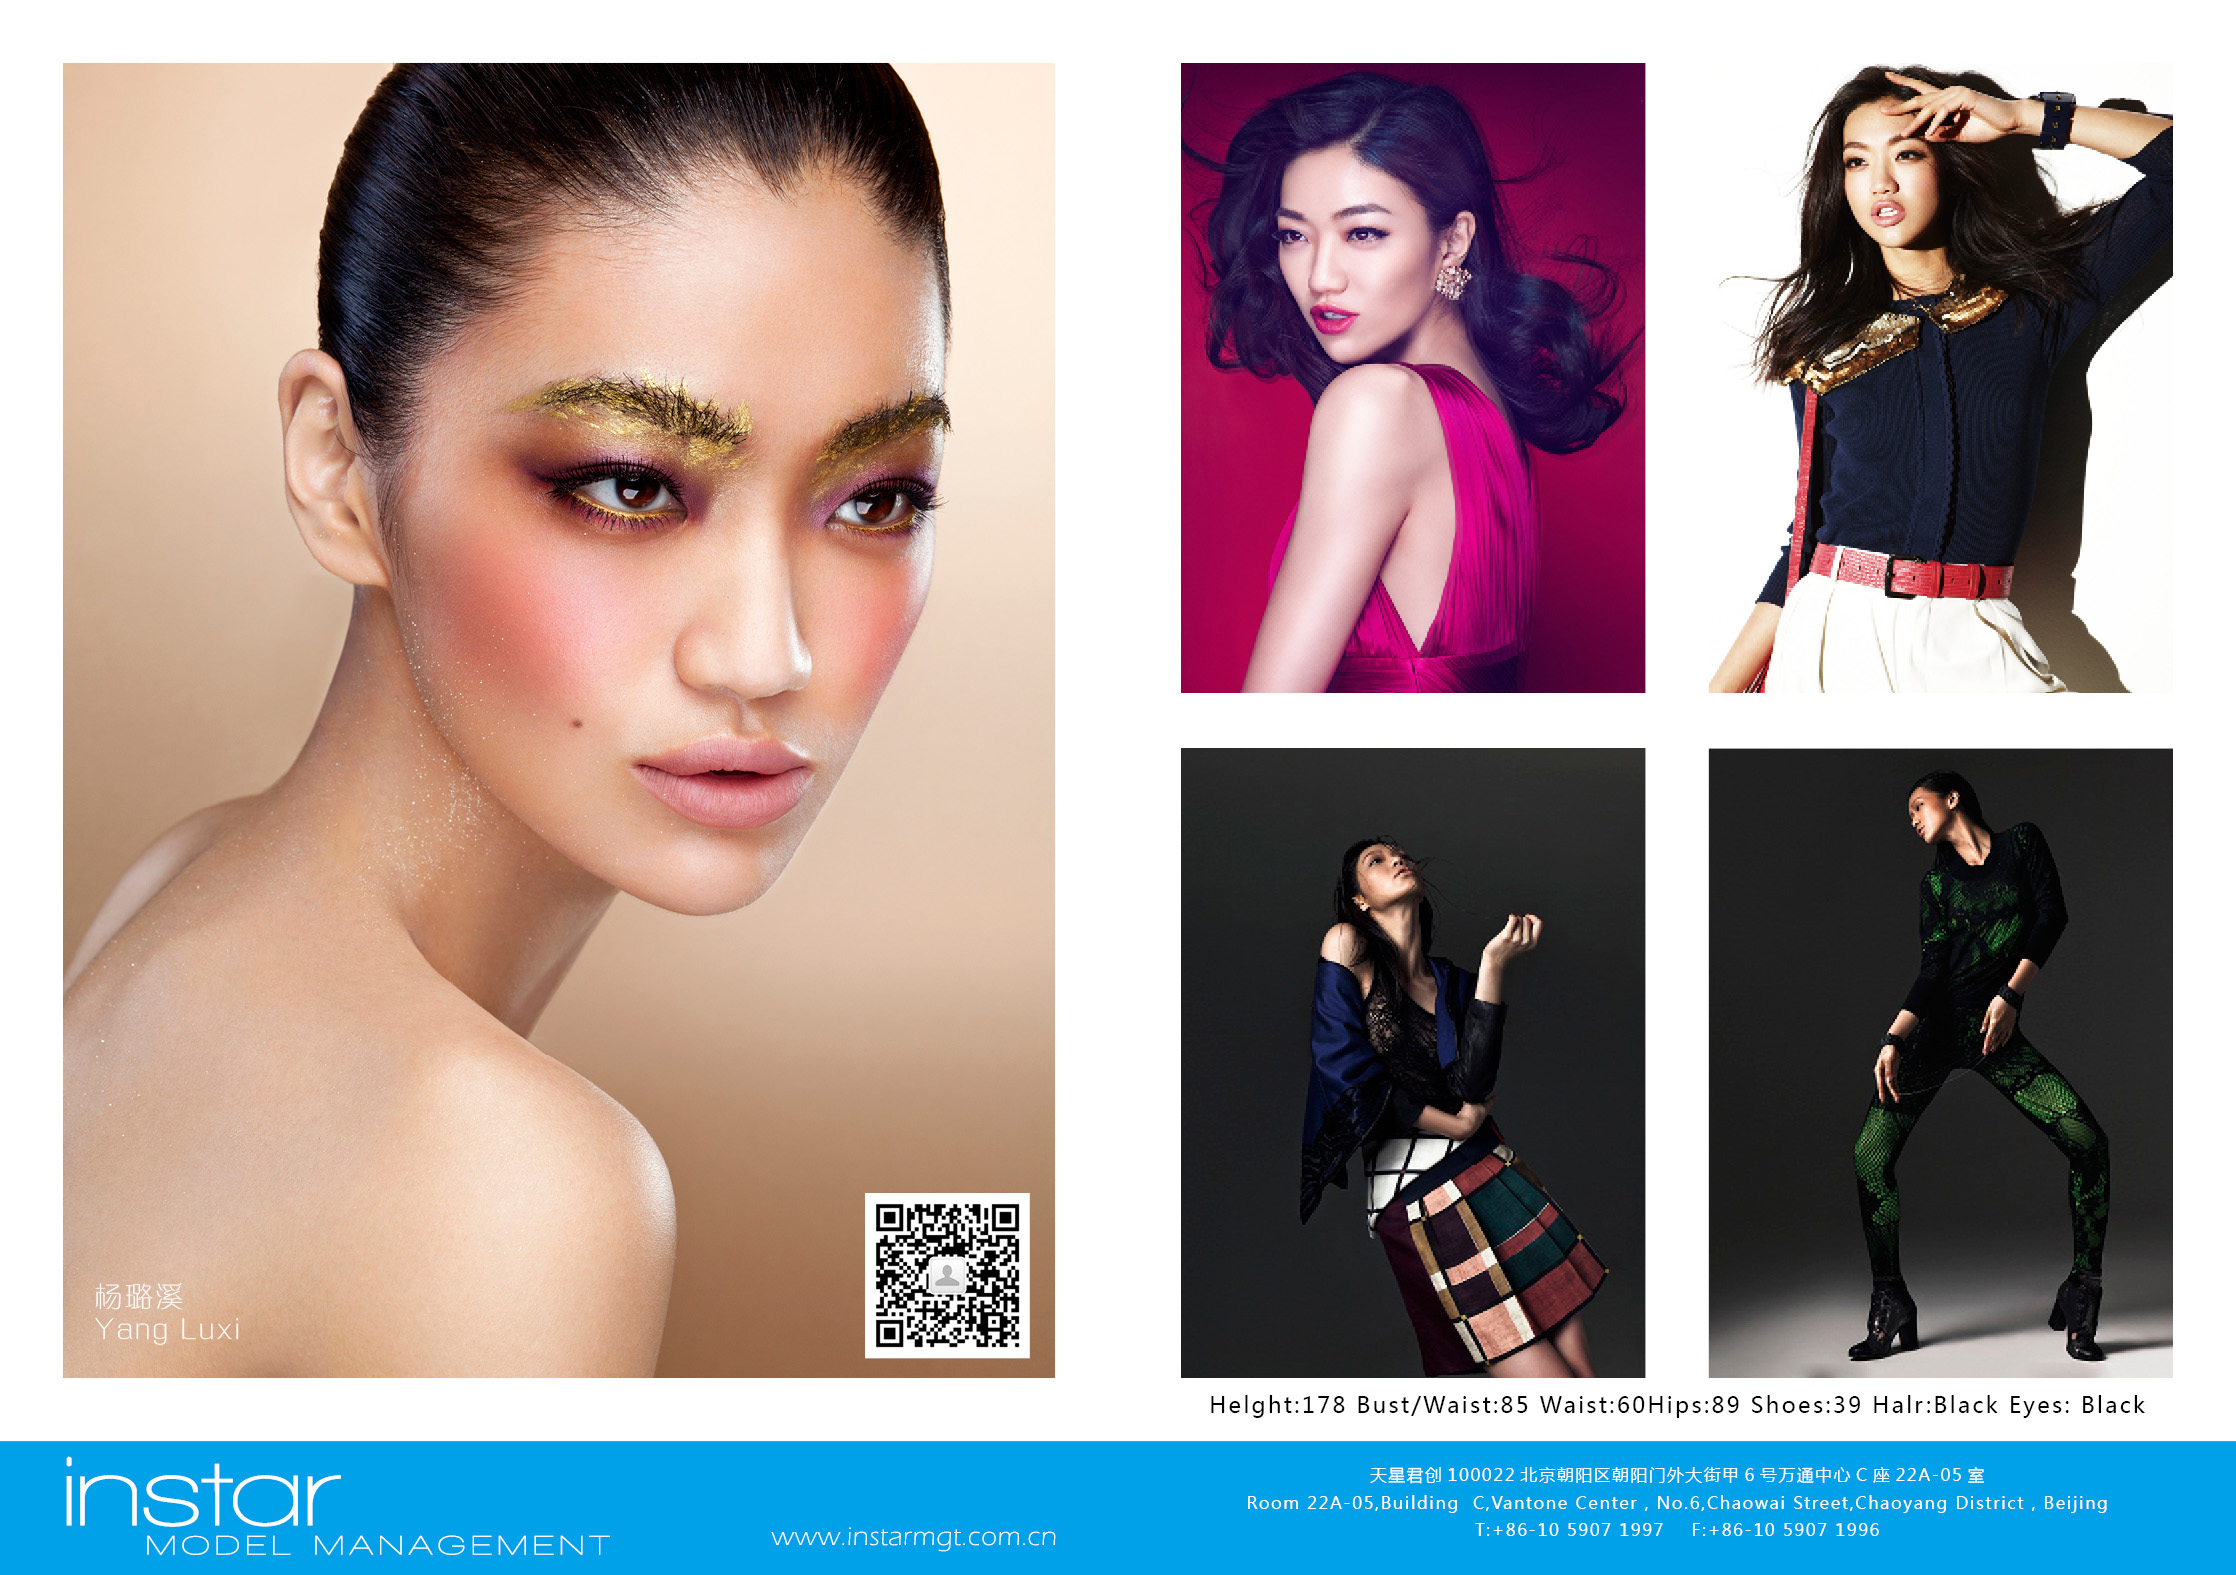 杨璐溪
Yang Luxi
Helght:178 Bust/Waist:85 Waist:60Hips:89 Shoes:39 Halr:Black Eyes: Black
instar
MODEL MANAGEMENT
www.instarmgt.com.cn
天星君创 100022 北京朝阳区朝阳门外大街甲 6 号万通中心 C 座 22A-05 室
Room 22A-05,Building C,Vantone Center , No.6,Chaowai Street,Chaoyang District , Beijing
T:+86-10 5907 1997 F:+86-10 5907 1996